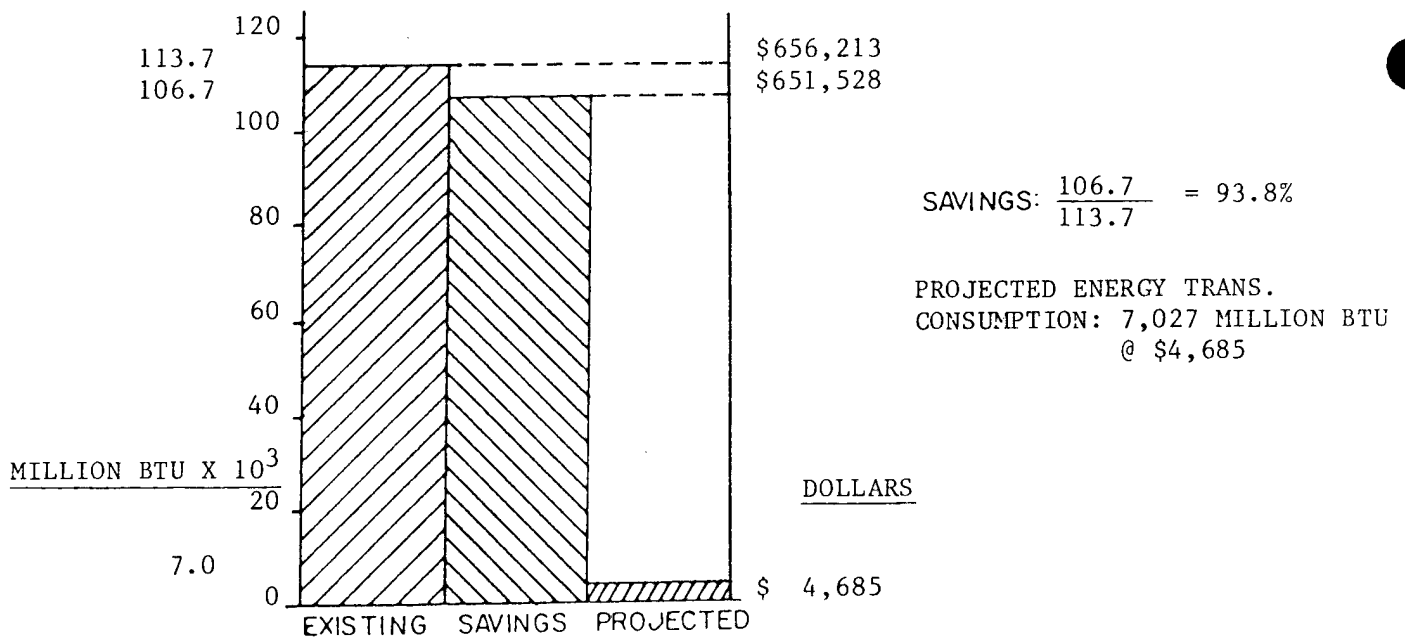 120
113.7
$656,213
106.7
$651,528
100
SAVINGS: 106.7 / 113.7 = 93.8%
80
PROJECTED ENERGY TRANS.
CONSUMPTION: 7,027 MILLION BTU
@ $4,685
60
40
MILLION BTU X 10³
20
DOLLARS
7.0
0
$ 4,685
EXISTING SAVINGS PROJECTED